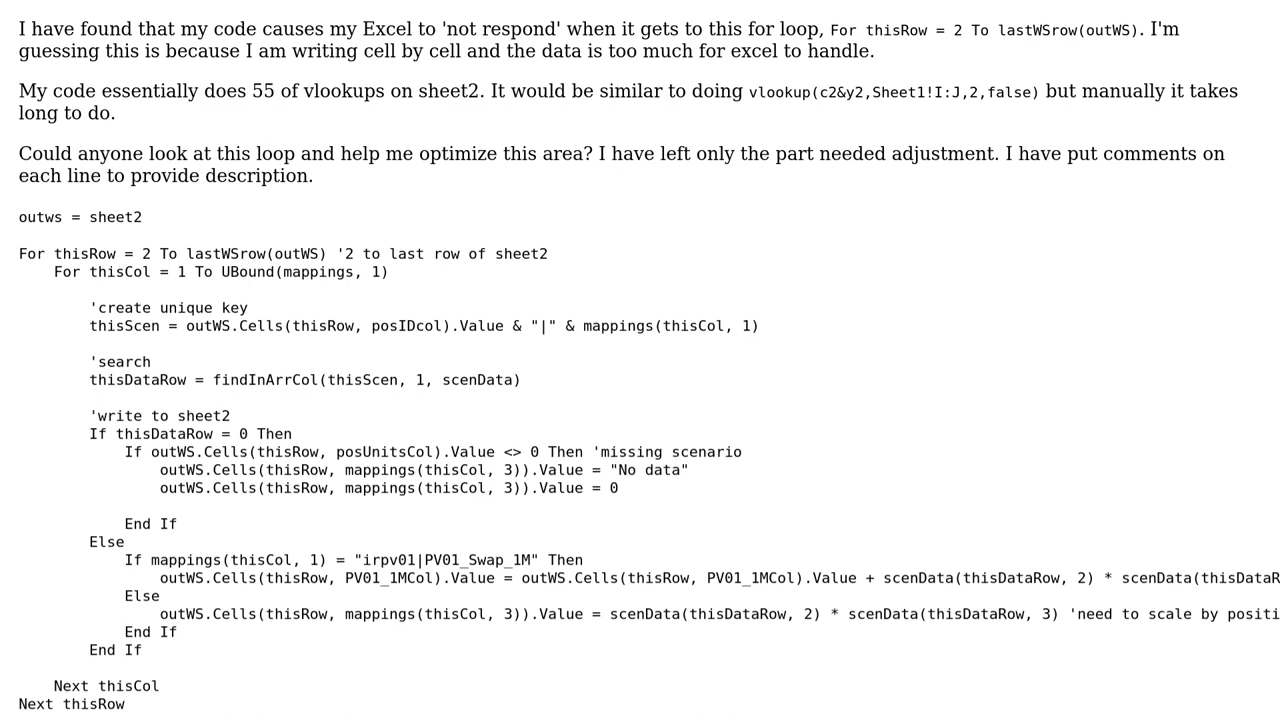 I have found that my code causes my Excel to 'not respond' when it gets to this for loop, For thisRow = 2 To lastWSrow(outWS). I'm
guessing this is because I am writing cell by cell and the data is too much for excel to handle.
My code essentially does 55 of vlookups on sheet2. It would be similar to doing vlookup(c2&y2,Sheet1!I:J,2,false) but manually it takes
long to do.
Could anyone look at this loop and help me optimize this area? I have left only the part needed adjustment. I have put comments on
each line to provide description.
outws = sheet2
For thisRow = 2 To lastWSrow(outWS) '2 to last row of sheet2
    For thisCol = 1 To UBound(mappings, 1)
        'create unique key
        thisScen = outWS.Cells(thisRow, posIDcol).Value & "|" & mappings(thisCol, 1)
        'search
        thisDataRow = findInArrCol(thisScen, 1, scenData)
        'write to sheet2
        If thisDataRow = 0 Then
            If outWS.Cells(thisRow, posUnitsCol).Value <> 0 Then 'missing scenario
                outWS.Cells(thisRow, mappings(thisCol, 3)).Value = "No data"
                outWS.Cells(thisRow, mappings(thisCol, 3)).Value = 0
            End If
        Else
            If mappings(thisCol, 1) = "irpv01|PV01_Swap_1M" Then
                outWS.Cells(thisRow, PV01_1MCol).Value = outWS.Cells(thisRow, PV01_1MCol).Value + scenData(thisDataRow, 2) * scenData(thisDataR
            Else
                outWS.Cells(thisRow, mappings(thisCol, 3)).Value = scenData(thisDataRow, 2) * scenData(thisDataRow, 3) 'need to scale by positi
            End If
        End If
    Next thisCol
Next thisRow